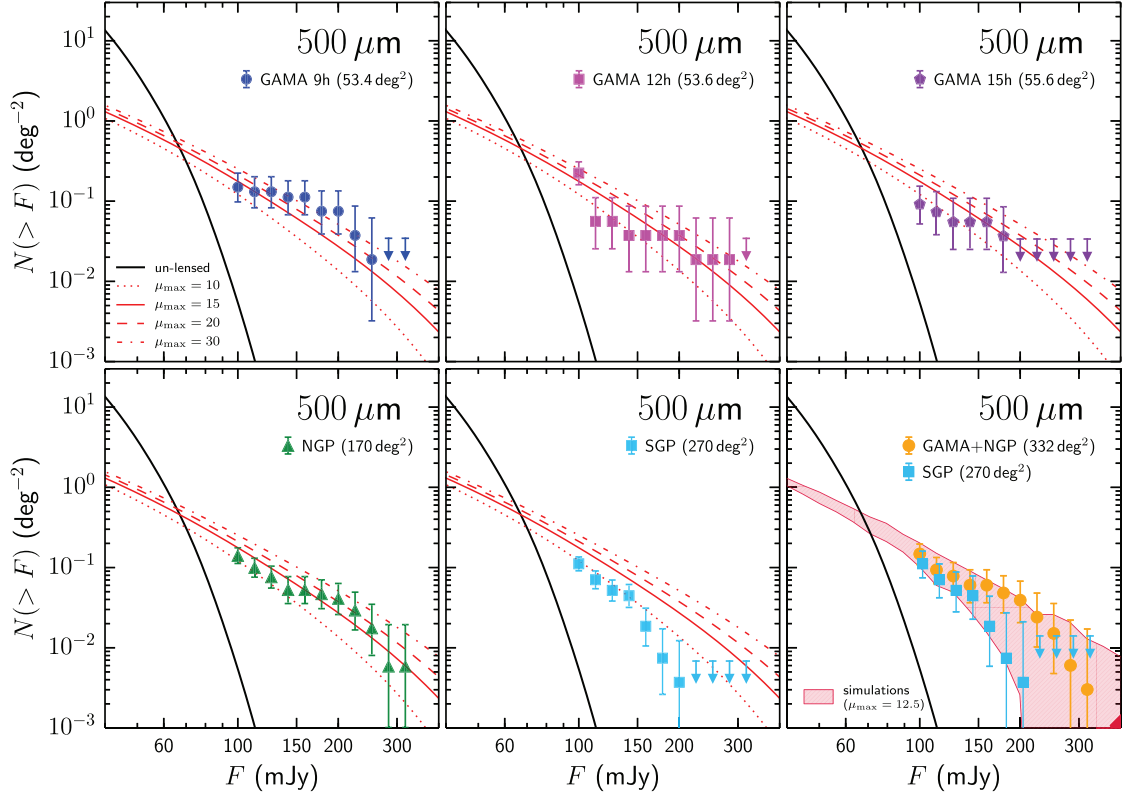 500 μm
GAMA 9h (53.4 deg²)
10¹
10⁰
10⁻¹
10⁻²
10⁻³
N(> F) (deg⁻²)
un-lensed
μmax = 10
μmax = 15
μmax = 20
μmax = 30
500 μm
GAMA 12h (53.6 deg²)
500 μm
GAMA 15h (55.6 deg²)
500 μm
NGP (170 deg²)
10¹
10⁰
10⁻¹
10⁻²
10⁻³
N(> F) (deg⁻²)
60 100 150 200 300
F (mJy)
500 μm
SGP (270 deg²)
60 100 150 200 300
F (mJy)
500 μm
GAMA+NGP (332 deg²)
SGP (270 deg²)
simulations
(μmax = 12.5)
60 100 150 200 300
F (mJy)